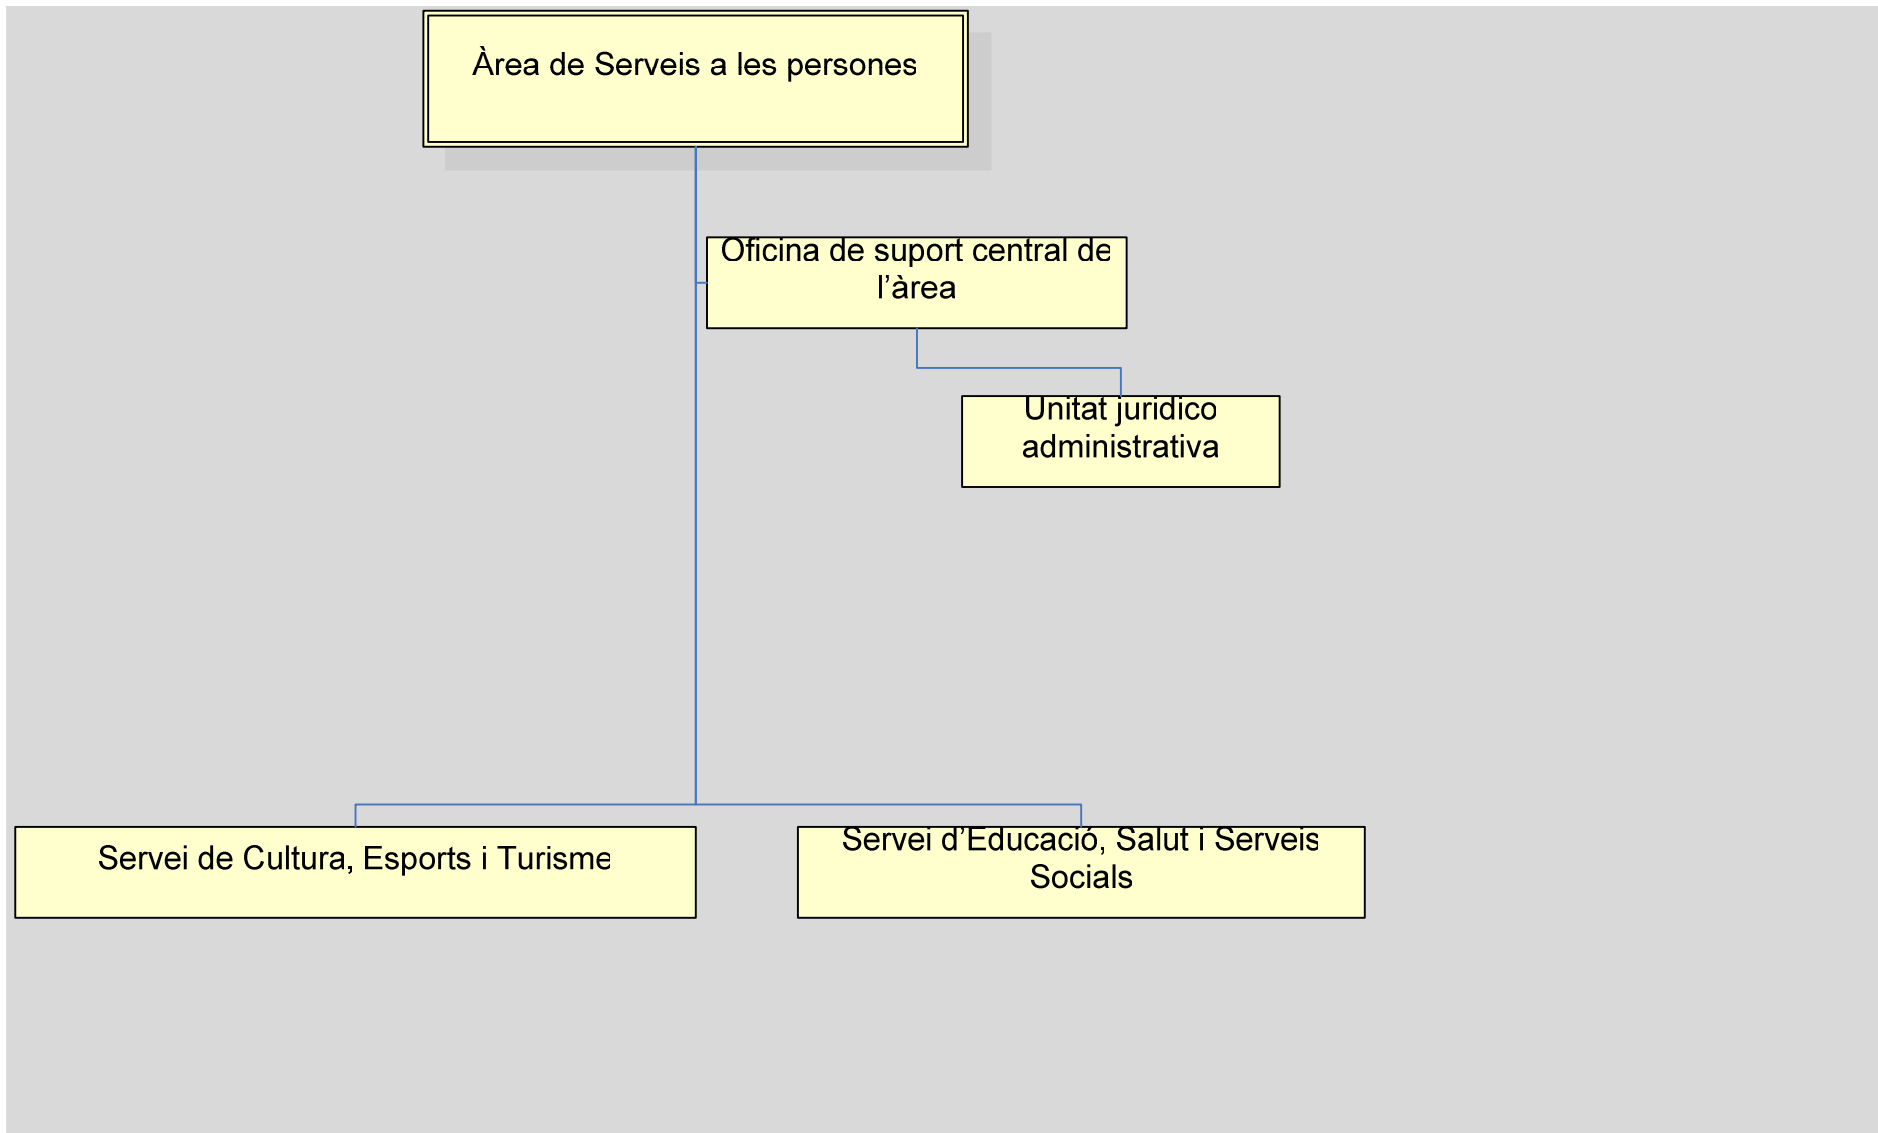 Àrea de Serveis a les persones
Oficina de suport central de
l’àrea
Unitat juridico
administrativa
Servei de Cultura, Esports i Turisme
Servei d’Educació, Salut i Serveis
Socials